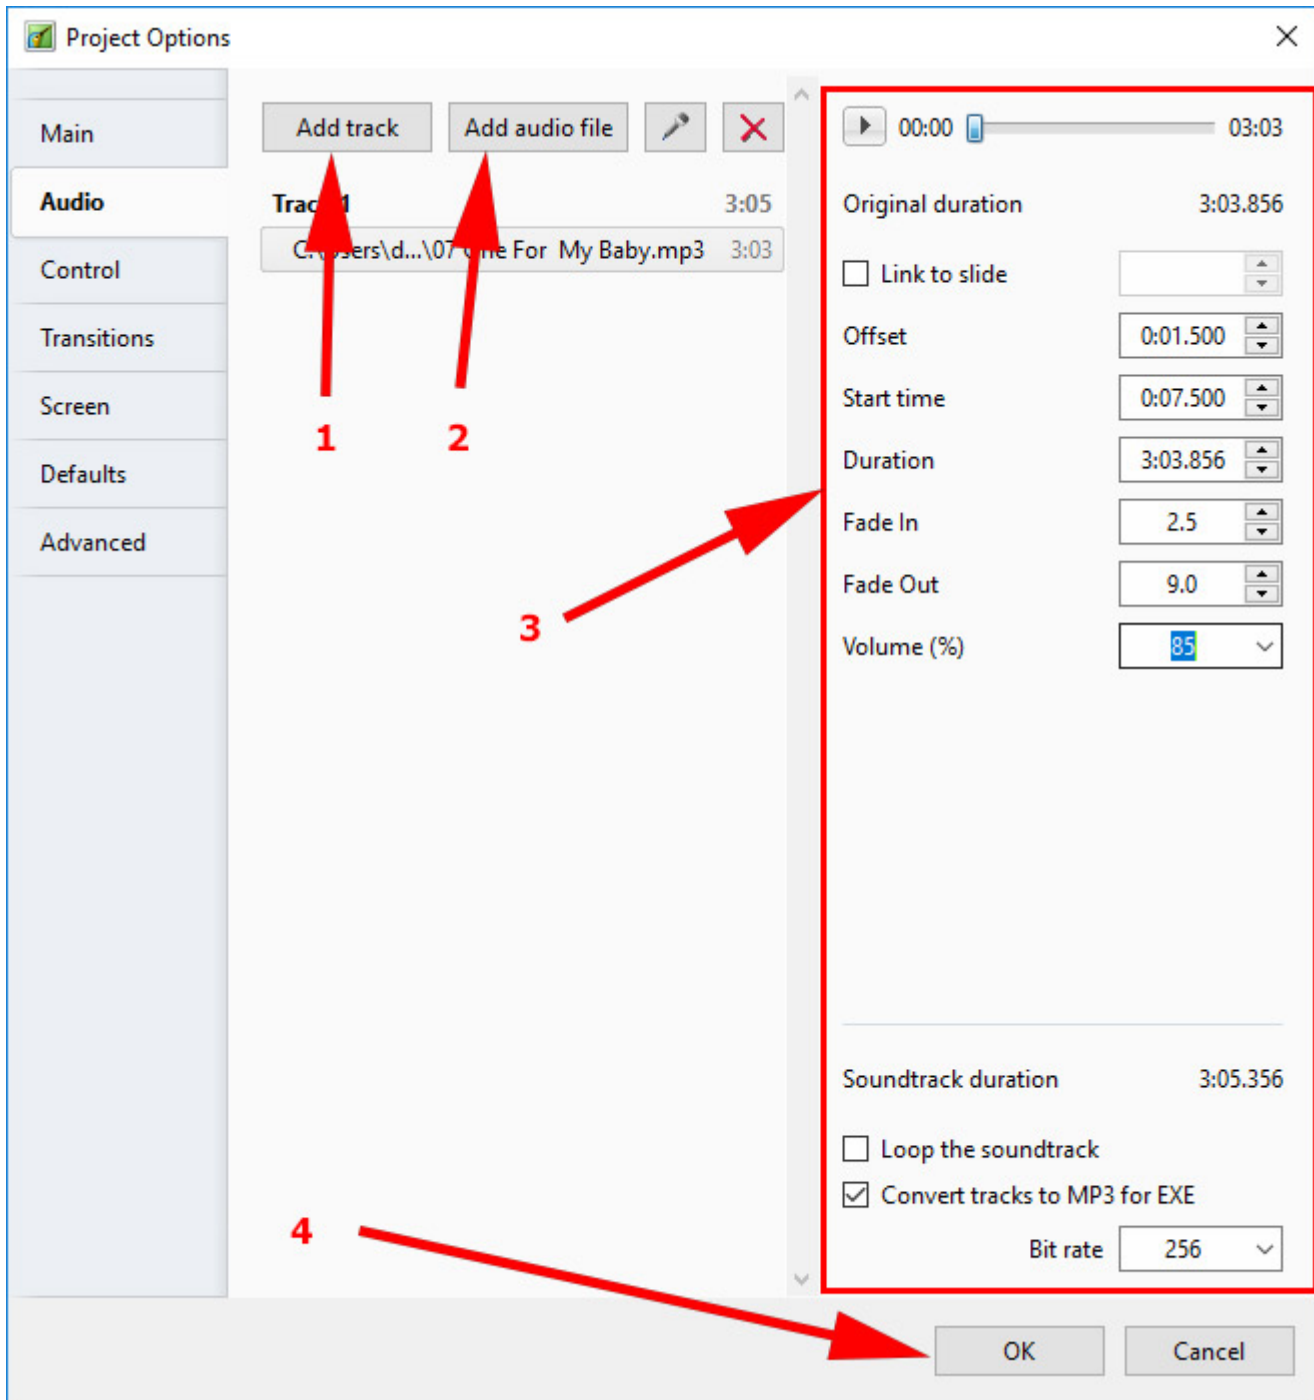 Project Options
Main
Audio
Control
Transitions
Screen
Defaults
Advanced
Add track
Add audio file
3:05
My Baby.mp3 3:03
1
2
3
4
00:00 03:03
Original duration 3:03.856
Link to slide
Offset 0:01.500
Start time 0:07.500
Duration 3:03.856
Fade In 2.5
Fade Out 9.0
Volume (%) 85
Soundtrack duration 3:05.356
Loop the soundtrack
Convert tracks to MP3 for EXE
Bit rate 256
OK Cancel